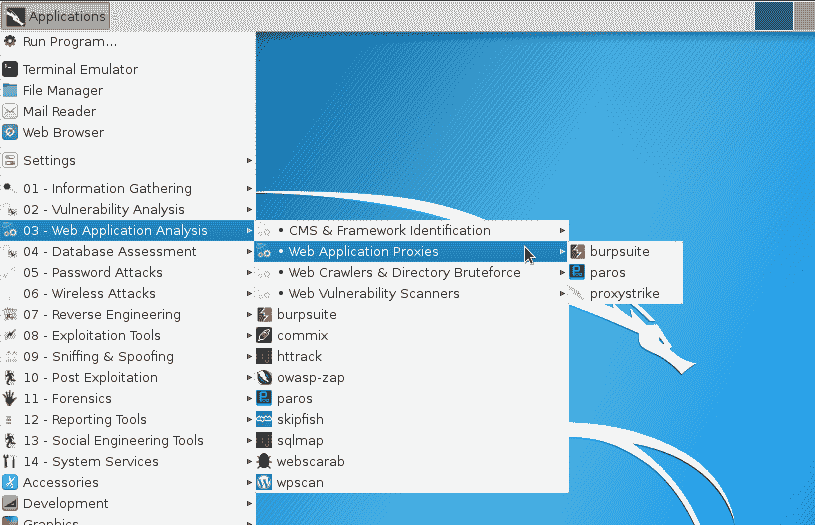 Applications
Run Program...
Terminal Emulator
File Manager
Mail Reader
Web Browser
Settings
01 - Information Gathering
02 - Vulnerability Analysis
03 - Web Application Analysis
04 - Database Assessment
05 - Password Attacks
06 - Wireless Attacks
07 - Reverse Engineering
08 - Exploitation Tools
09 - Sniffing & Spoofing
10 - Post Exploitation
11 - Forensics
12 - Reporting Tools
13 - Social Engineering Tools
14 - System Services
Accessories
Development
Graphics
• CMS & Framework Identification
• Web Application Proxies
• Web Crawlers & Directory Bruteforce
• Web Vulnerability Scanners
burpsuite
commix
httrack
owasp-zap
paros
skipfish
sqlmap
webscarab
wpscan
burpsuite
paros
proxystrike